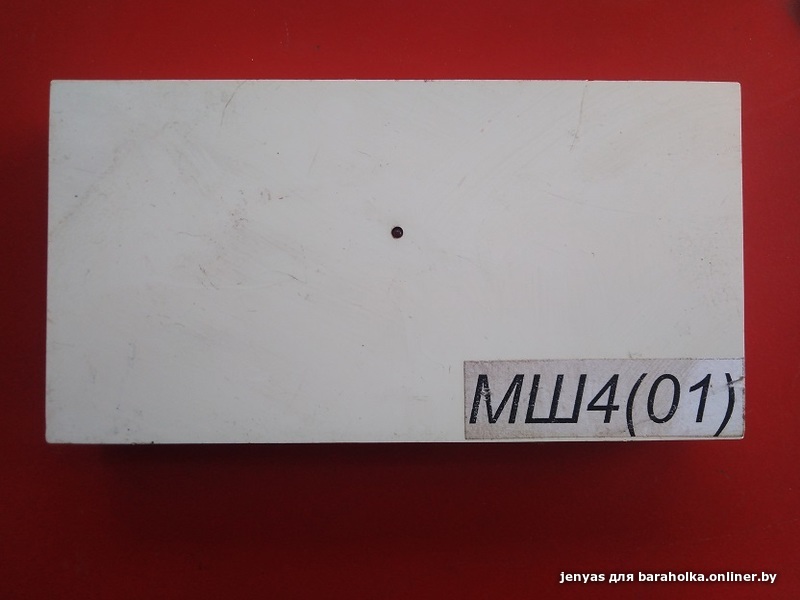 МШ4(01)
jenyas для baraholka.onliner.by